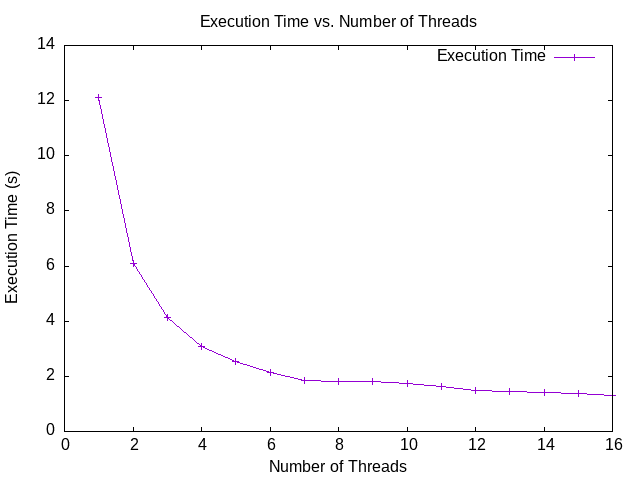 Execution Time vs. Number of Threads
Execution Time
14
12
10
8
6
4
2
0
Execution Time (s)
0 2 4 6 8 10 12 14 16
Number of Threads